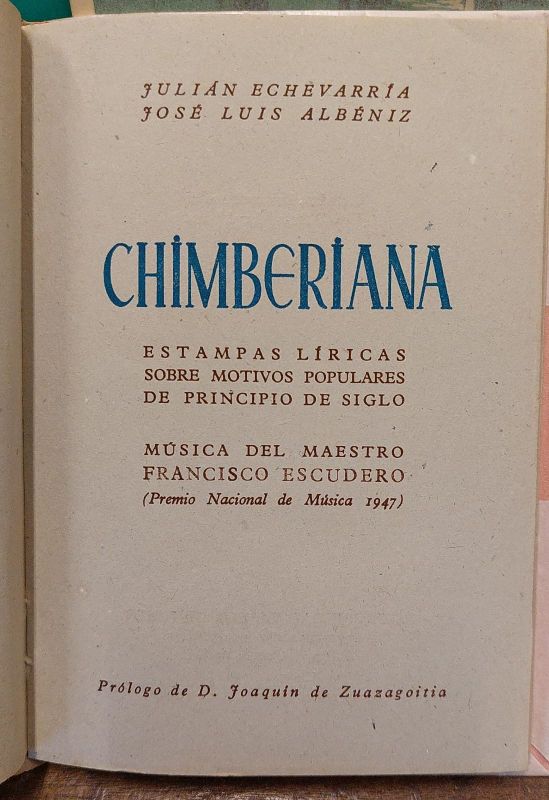 JULIÁN ECHEVARRÍA
JOSÉ LUIS ALBÉNIZ
CHIMBERIANA
ESTAMPAS LÍRICAS
SOBRE MOTIVOS POPULARES
DE PRINCIPIO DE SIGLO
MÚSICA DEL MAESTRO
FRANCISCO ESCUDERO
(Premio Nacional de Música 1947)
Prólogo de D. Joaquín de Zuazagoitia